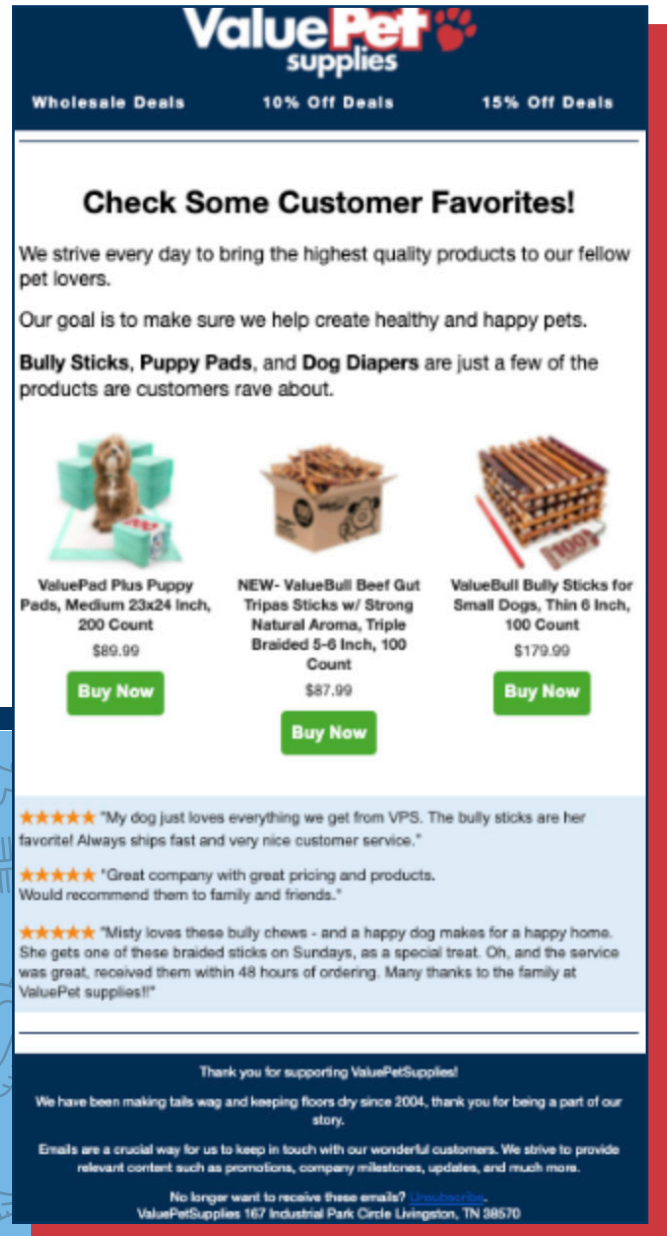 ValuePet
supplies
Wholesale Deals 10% Off Deals 15% Off Deals
Check Some Customer Favorites!
We strive every day to bring the highest quality products to our fellow
pet lovers.
Our goal is to make sure we help create healthy and happy pets.
Bully Sticks, Puppy Pads, and Dog Diapers are just a few of the
products are customers rave about.
200
100
ValuePad Plus Puppy
Pads, Medium 23x24 Inch,
200 Count
$89.99
Buy Now
NEW- ValueBull Beef Gut
Tripas Sticks w/ Strong
Natural Aroma, Triple
Braided 5-6 Inch, 100
Count
$87.99
Buy Now
ValueBull Bully Sticks for
Small Dogs, Thin 6 Inch,
100 Count
$179.99
Buy Now
★★★★★ "My dog just loves everything we get from VPS. The bully sticks are her
favorite! Always ships fast and very nice customer service."
★★★★★ "Great company with great pricing and products.
Would recommend them to family and friends."
★★★★★ "Misty loves these bully chews - and a happy dog makes for a happy home.
She gets one of these braided sticks on Sundays, as a special treat. Oh, and the service
was great, received them within 48 hours of ordering. Many thanks to the family at
ValuePet supplies!!"
Thank you for supporting ValuePetSupplies!
We have been making tails wag and keeping floors dry since 2004, thank you for being a part of our
story.
Emails are a crucial way for us to keep in touch with our wonderful customers. We strive to provide
relevant content such as promotions, company milestones, updates, and much more.
No longer want to receive these emails? Unsubscribe.
ValuePetSupplies 167 Industrial Park Circle Livingston, TN 38570